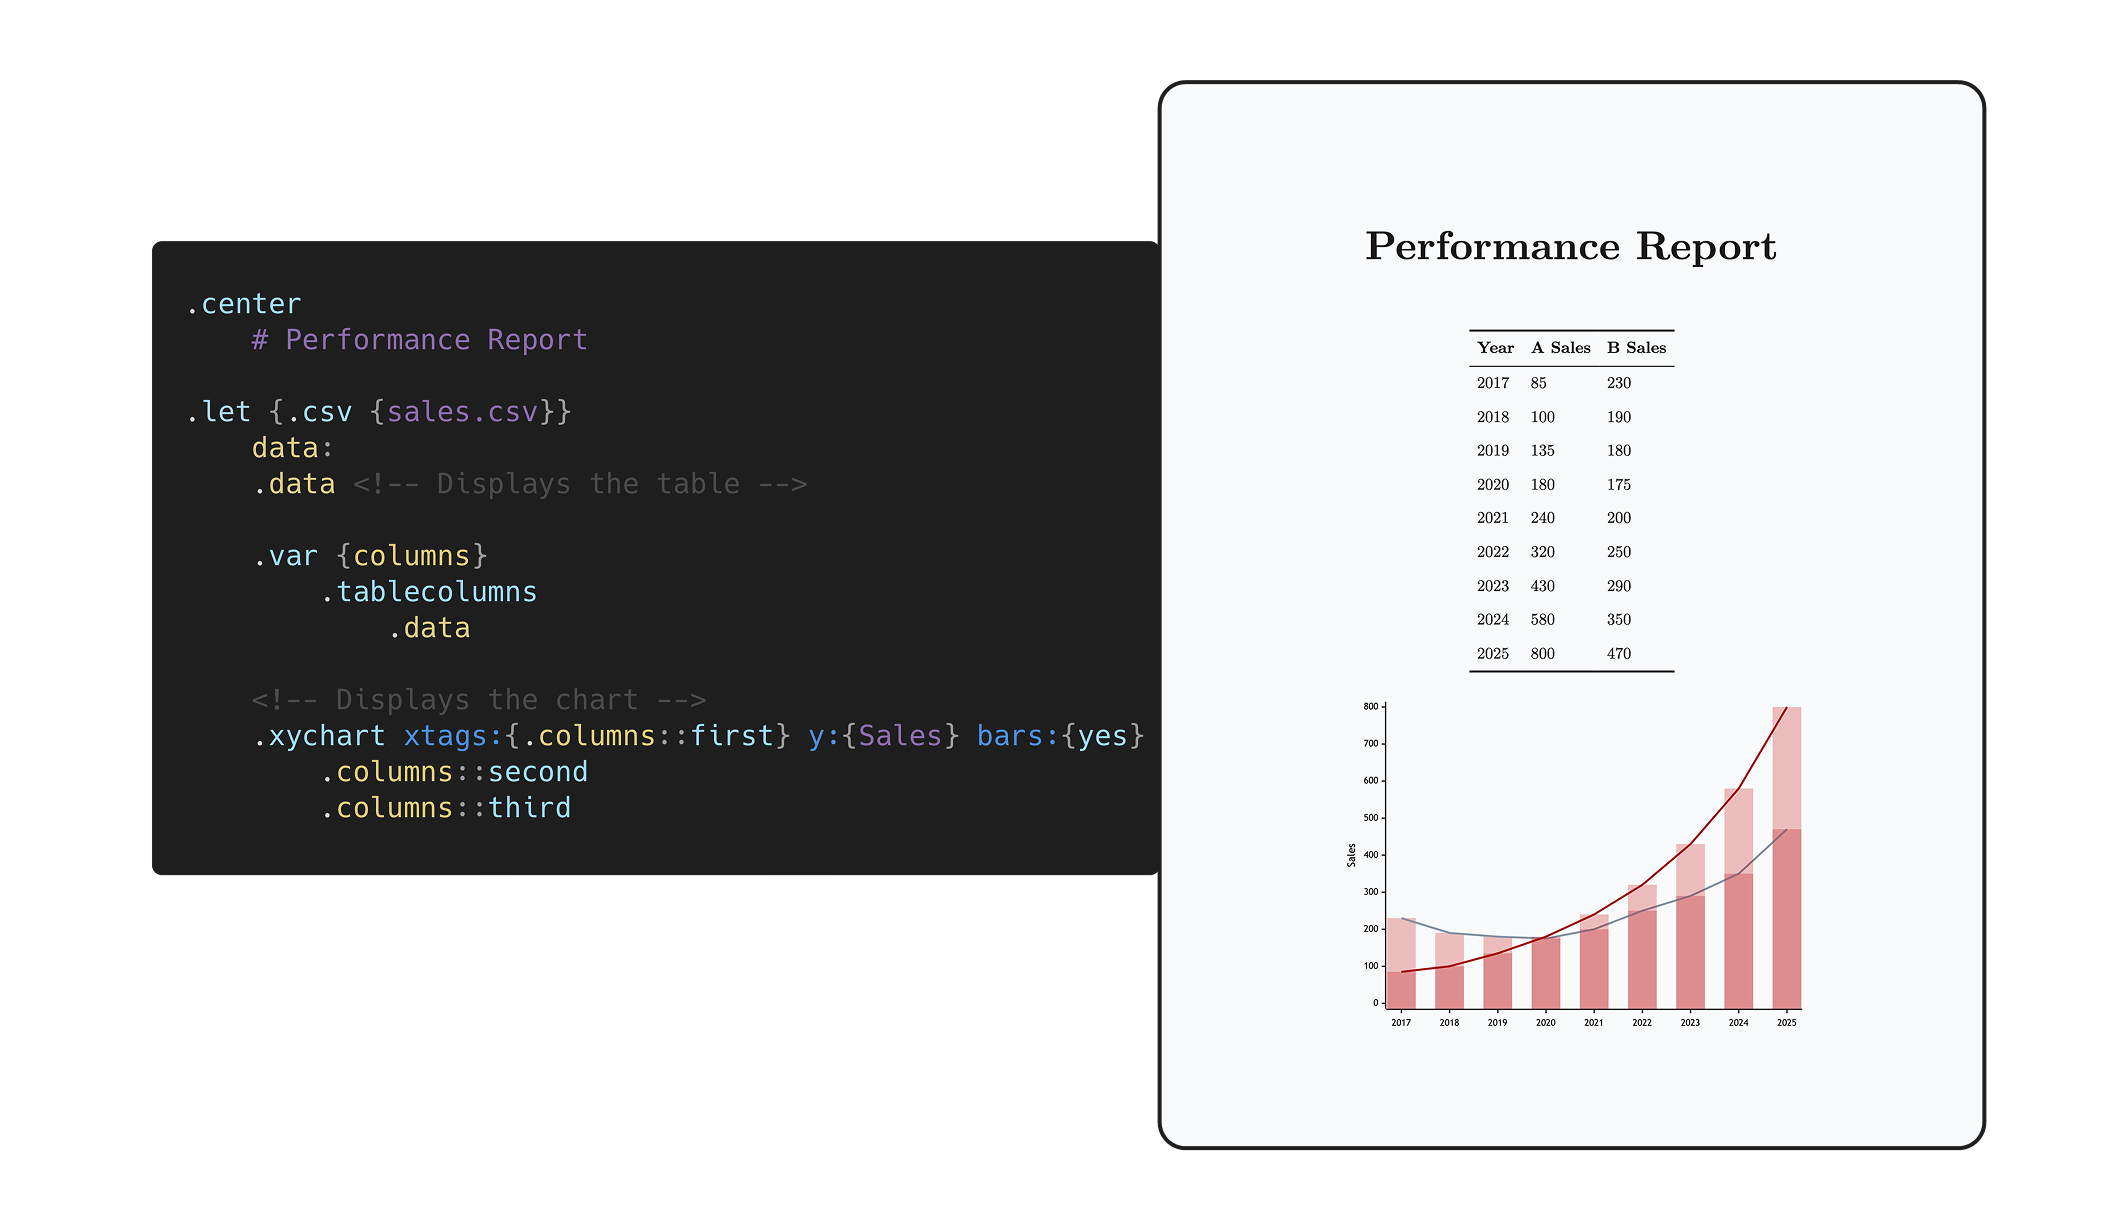 .center
    # Performance Report
.let {.csv {sales.csv}}
    data:
    .data <!-- Displays the table -->
    .var {columns}
        .tablecolumns
            .data
    <!-- Displays the chart -->
    .xychart xtags:{.columns::first} y:{Sales} bars:{yes}
        .columns::second
        .columns::third
Performance Report
Year A Sales B Sales
2017 85 230
2018 100 190
2019 135 180
2020 180 175
2021 240 200
2022 320 250
2023 430 290
2024 580 350
2025 800 470
Sales
800
700
600
500
400
300
200
100
0
2017 2018 2019 2020 2021 2022 2023 2024 2025